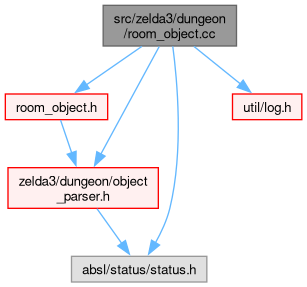 src/zelda3/dungeon
/room_object.cc
room_object.h
util/log.h
zelda3/dungeon/object
_parser.h
absl/status/status.h